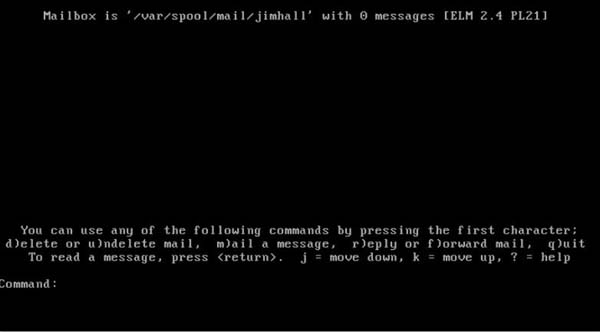 Mailbox is '/var/spool/mail/jimhall' with 0 messages [ELM 2.4 PL21]
You can use any of the following commands by pressing the first character;
d)elete or u)ndelete mail, m)ail a message, r)eply or f)orward mail, q)uit
To read a message, press <return>. j = move down, k = move up, ? = help
Command: